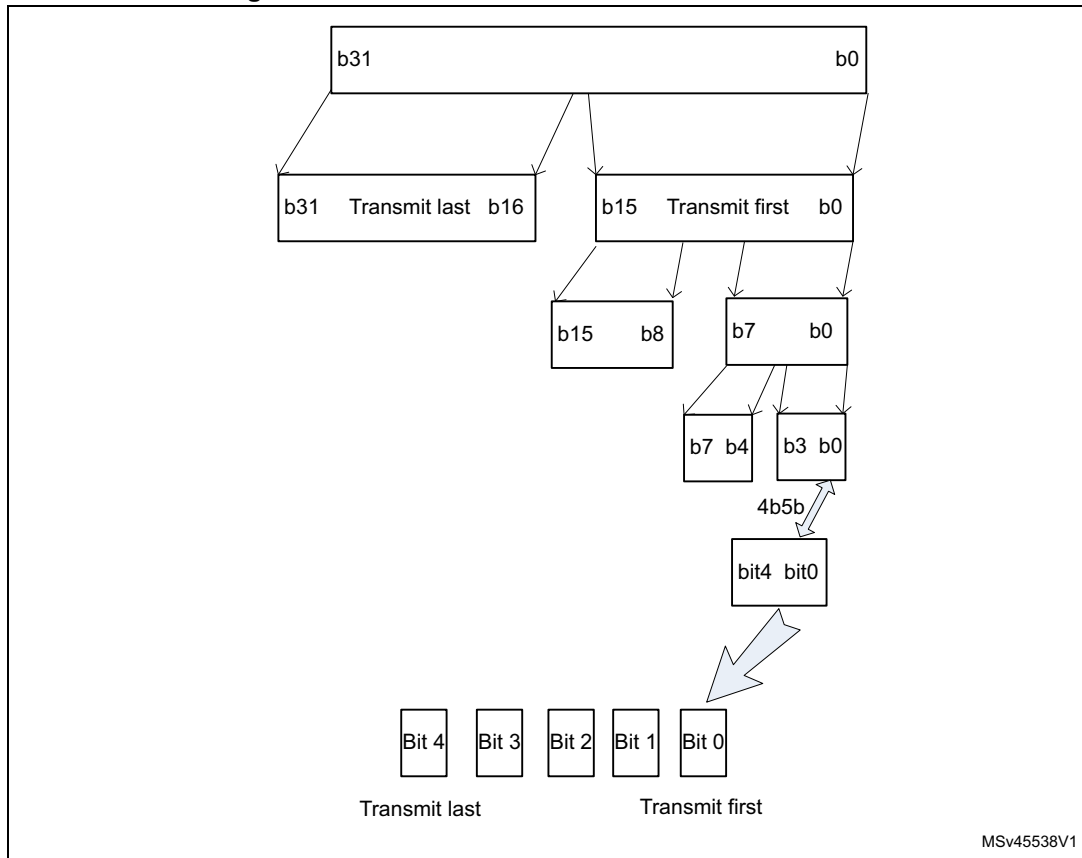 b31 b0
b31 Transmit last b16 b15 Transmit first b0
b15 b8 b7 b0
b7 b4 b3 b0
4b5b
bit4 bit0
Bit 4 Bit 3 Bit 2 Bit 1 Bit 0
Transmit last Transmit first
MSv45538V1